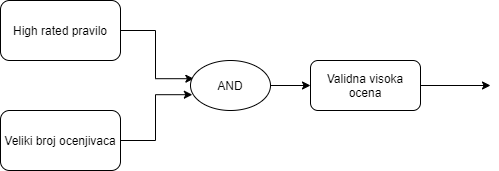 High rated pravilo
AND
Validna visoka
ocena
Veliki broj ocenjivaca